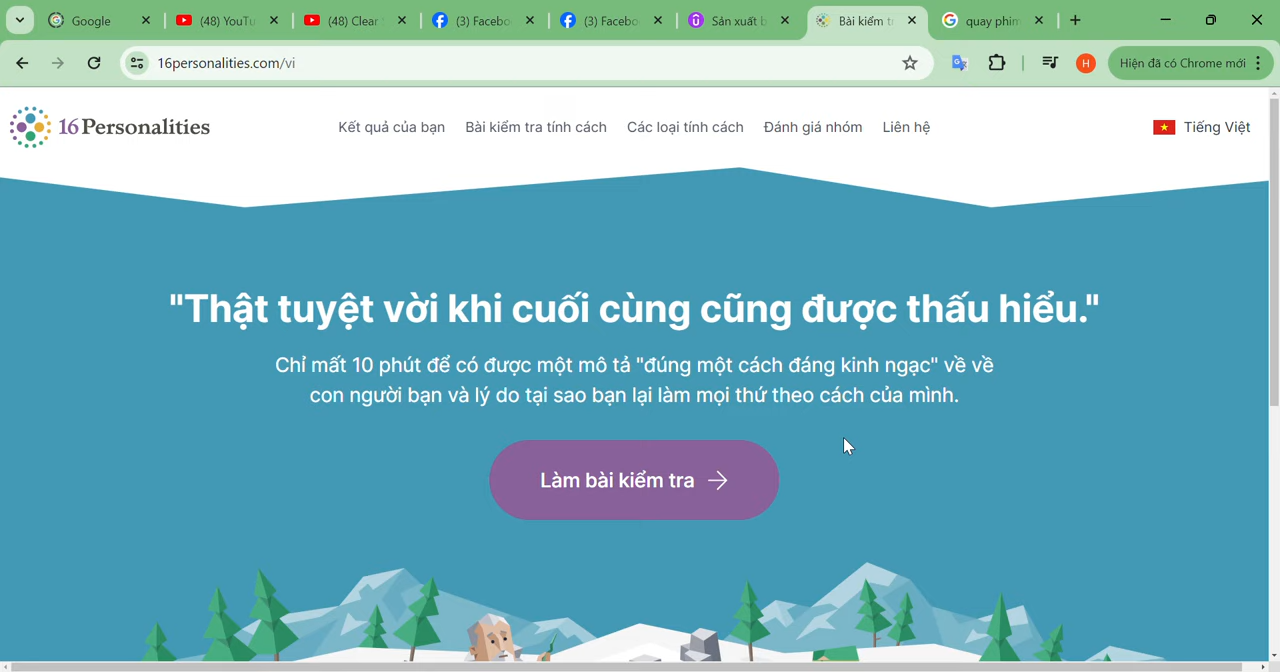 Google
(48) YouTu
(48) Clear
(3) Facebo
(3) Facebo
Sản xuất b
Bài kiểm t
quay phim
16personalities.com/vi
H
Hiện đã có Chrome mới
16Personalities
Kết quả của bạn
Bài kiểm tra tính cách
Các loại tính cách
Đánh giá nhóm
Liên hệ
Tiếng Việt
"Thật tuyệt vời khi cuối cùng cũng được thấu hiểu."
Chỉ mất 10 phút để có được một mô tả "đúng một cách đáng kinh ngạc" về về
con người bạn và lý do tại sao bạn lại làm mọi thứ theo cách của mình.
Làm bài kiểm tra